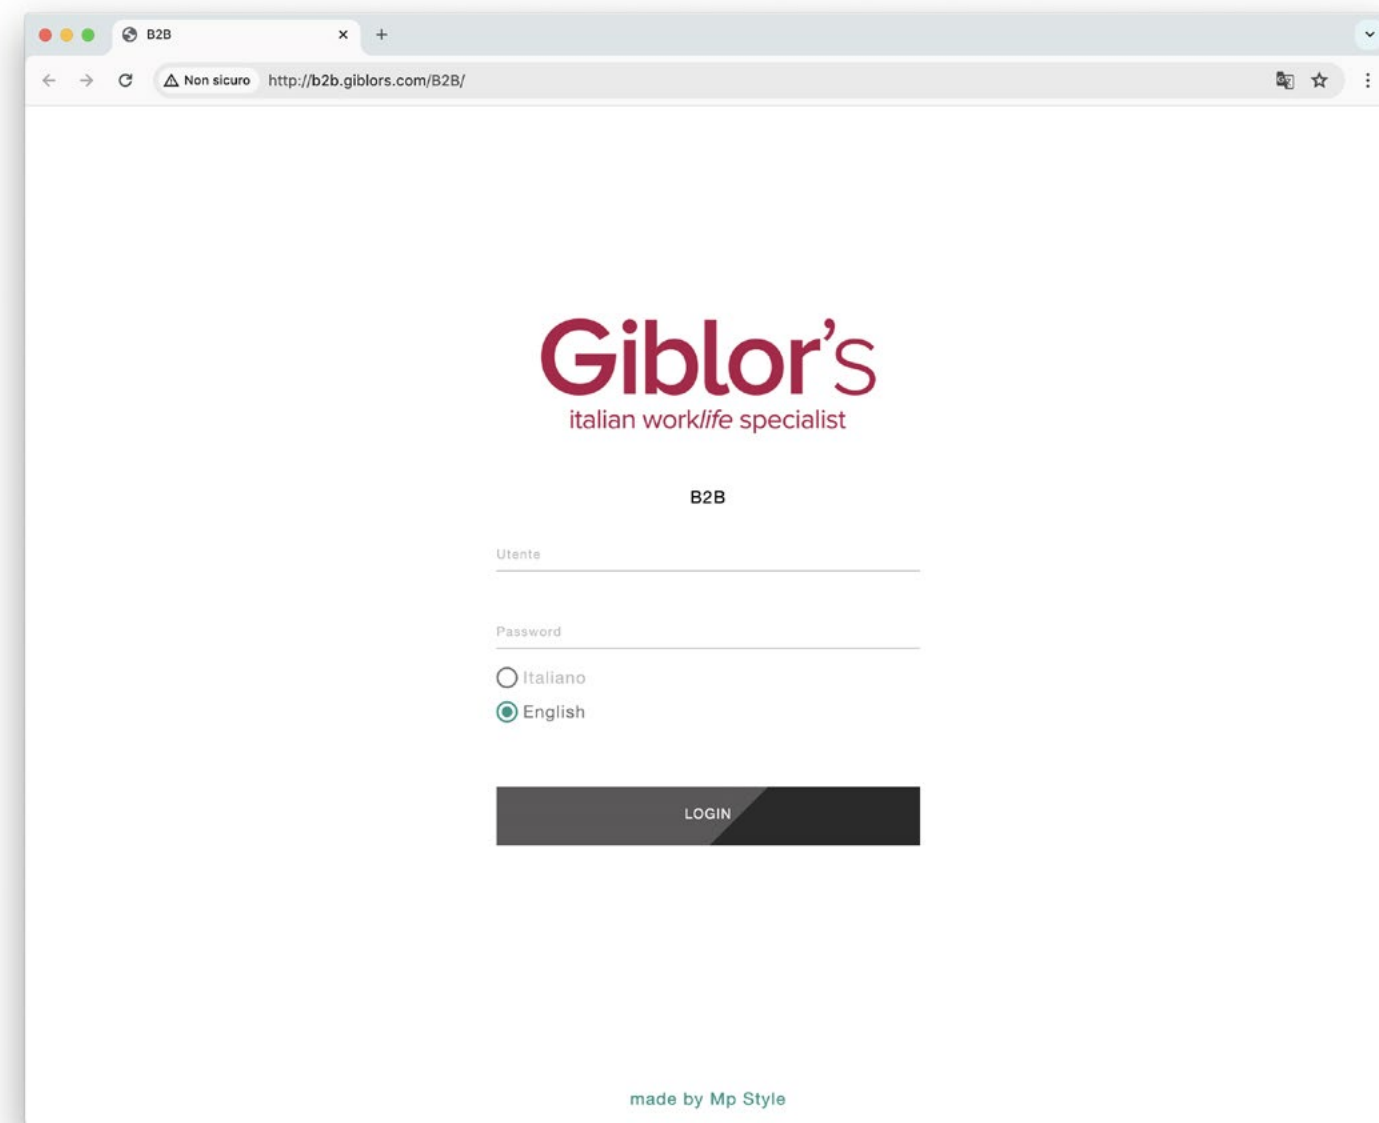 B2B
Non sicuro http://b2b.giblors.com/B2B/
Giblor's
italian worklife specialist
B2B
Utente
Password
Italiano
English
LOGIN
made by Mp Style